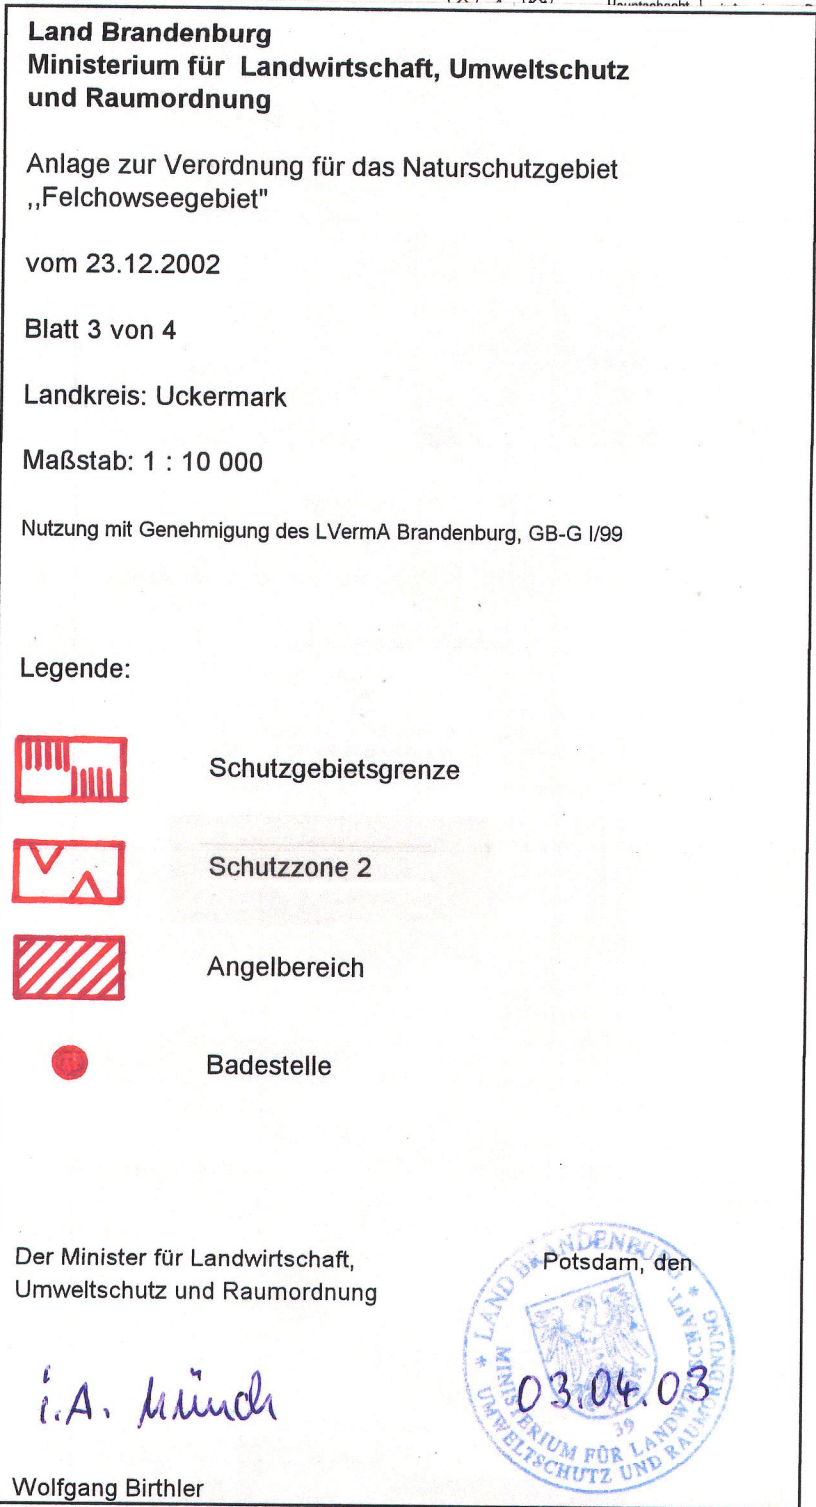 Land Brandenburg
Ministerium für Landwirtschaft, Umweltschutz
und Raumordnung
Anlage zur Verordnung für das Naturschutzgebiet
,,Felchowseegebiet"
vom 23.12.2002
Blatt 3 von 4
Landkreis: Uckermark
Maßstab: 1 : 10 000
Nutzung mit Genehmigung des LVermA Brandenburg, GB-G I/99
Legende:
Schutzgebietsgrenze
Schutzzone 2
Angelbereich
Badestelle
Der Minister für Landwirtschaft,
Umweltschutz und Raumordnung
Potsdam, den
i.A. Münch
03.04.03
Wolfgang Birthler
* LAND BRANDENBURG *
MINISTERIUM FÜR LANDWIRTSCHAFT,
UMWELTSCHUTZ UND RAUMORDNUNG
39